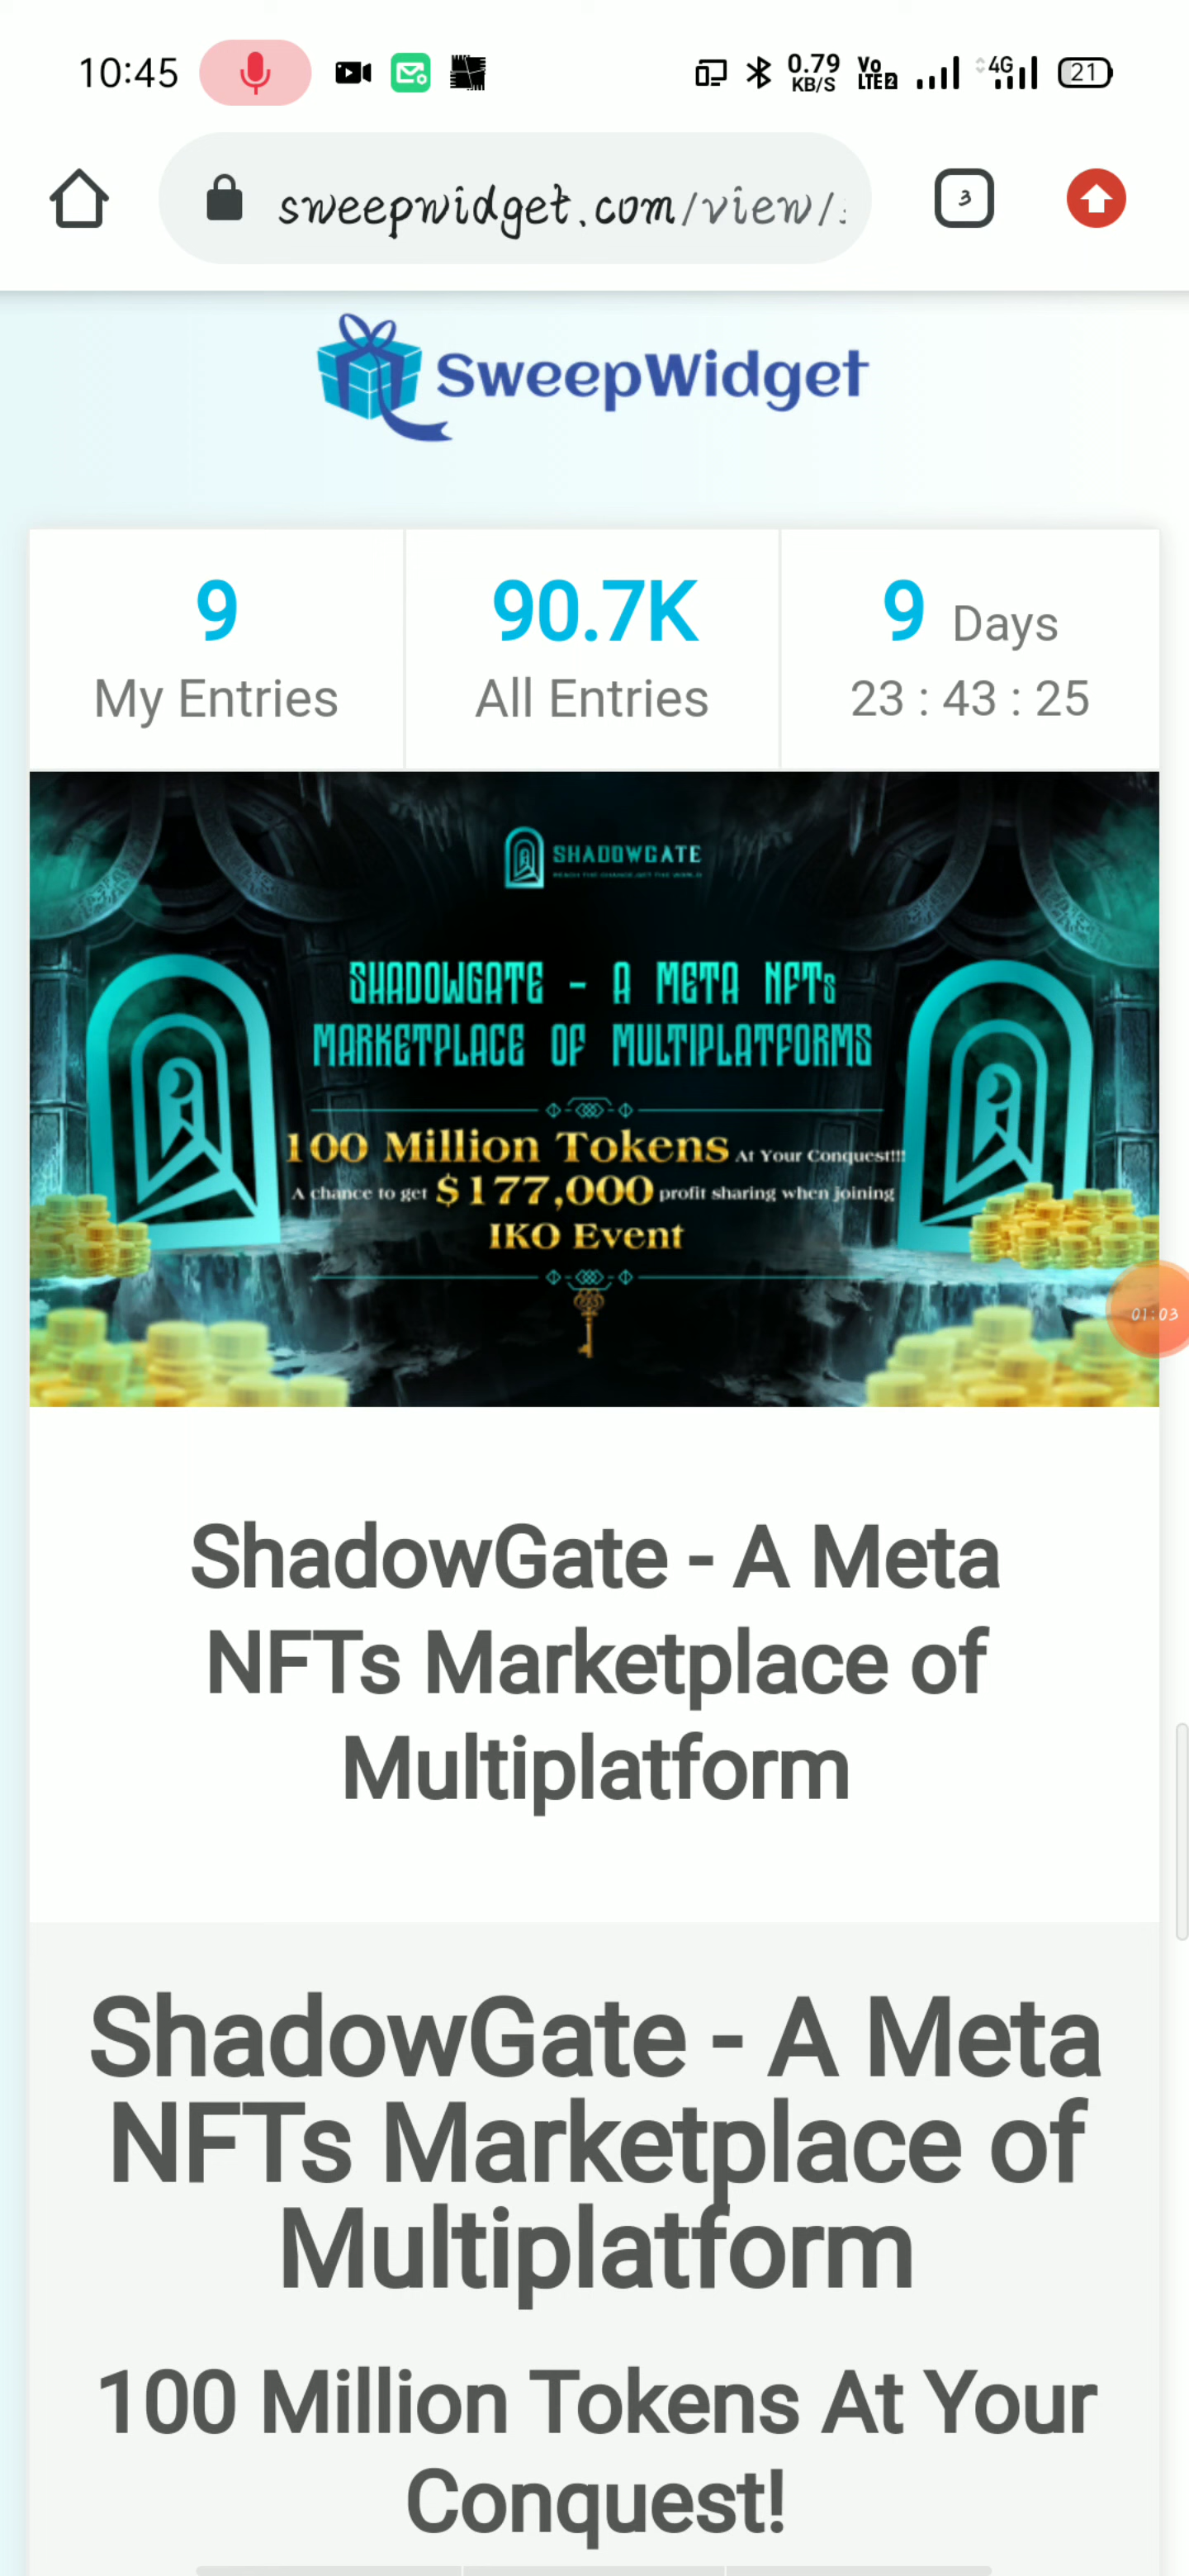 10:45
0.79 KB/S
Vo LTE 2
4G
21
sweepwidget.com/view/
3
SweepWidget
9
My Entries
90.7K
All Entries
9 Days
23 : 43 : 25
SHADOWGATE
SHADOWGATE - A META NFTs
MARKETPLACE OF MULTIPLATFORMS
100 Million Tokens At Your Conquest!!!
A chance to get $177,000 profit sharing when joining
IKO Event
01:03
ShadowGate - A Meta
NFTs Marketplace of
Multiplatform
ShadowGate - A Meta
NFTs Marketplace of
Multiplatform
100 Million Tokens At Your
Conquest!